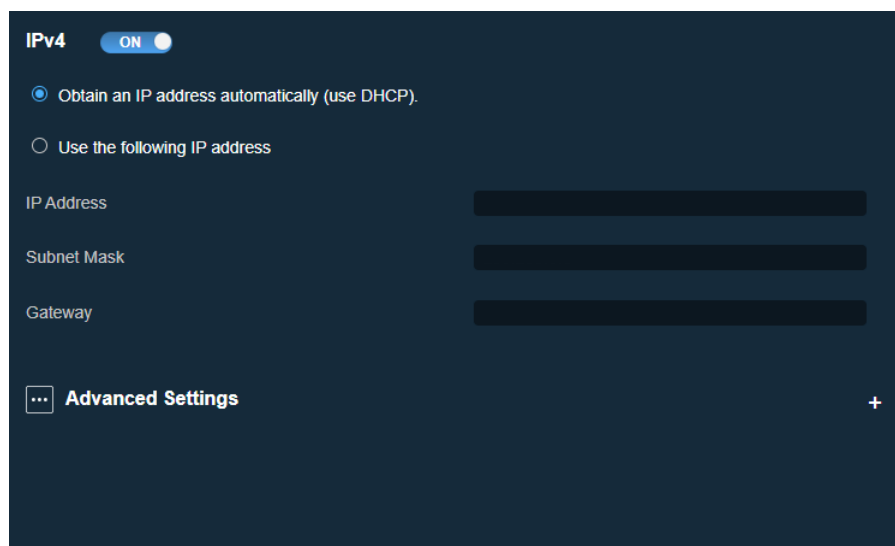 IPv4 ON
Obtain an IP address automatically (use DHCP).
Use the following IP address
IP Address
Subnet Mask
Gateway
Advanced Settings